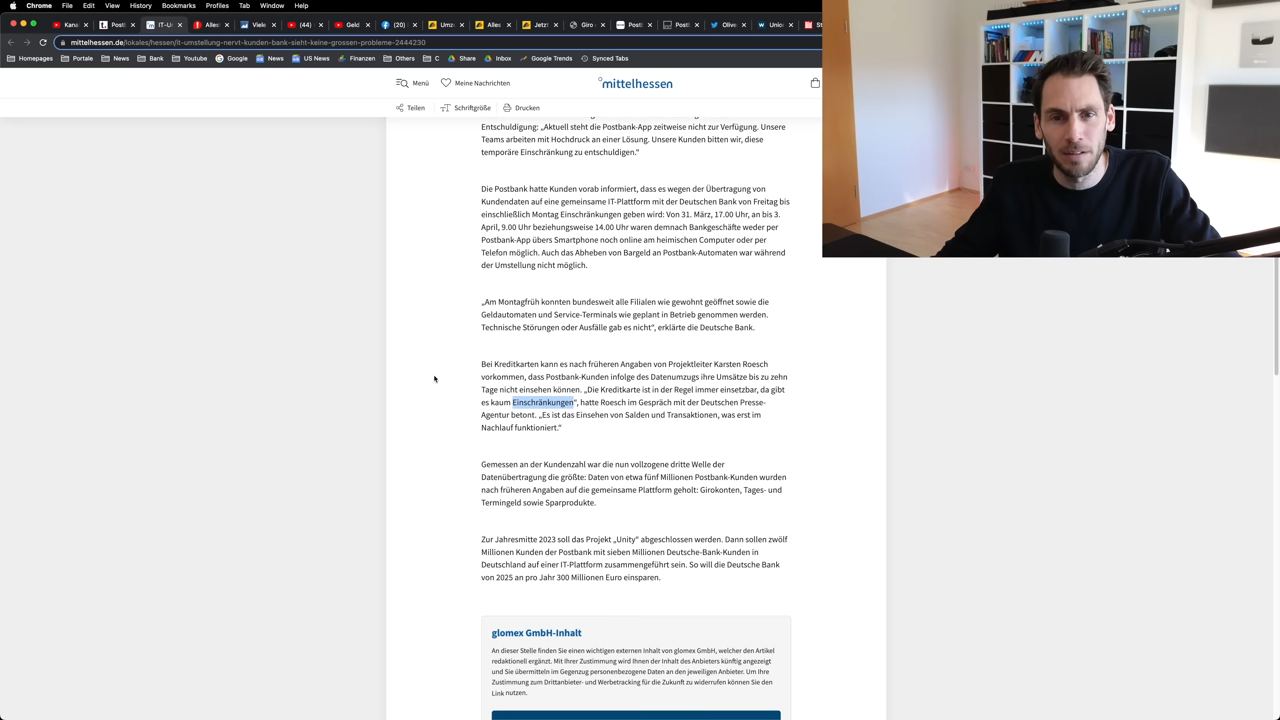 Chrome File Edit View History Bookmarks Profiles Tab Window Help
Kana Post IT-U Alles Viele (44) Geld (20) Umza Alles Jetz Giro - Post Post Olive Unic St
mittelhessen.de/lokales/hessen/it-umstellung-nervt-kunden-bank-sieht-keine-grossen-probleme-2444230
Homepages Portale News Bank Youtube Google News US News Finanzen Others C Share Inbox Google Trends Synced Tabs
Menü Meine Nachrichten mittelhessen
Teilen Schriftgröße Drucken
Entschuldigung: „Aktuell steht die Postbank-App zeitweise nicht zur Verfügung. Unsere
Teams arbeiten mit Hochdruck an einer Lösung. Unsere Kunden bitten wir, diese
temporäre Einschränkung zu entschuldigen.“
Die Postbank hatte Kunden vorab informiert, dass es wegen der Übertragung von
Kundendaten auf eine gemeinsame IT-Plattform mit der Deutschen Bank von Freitag bis
einschließlich Montag Einschränkungen geben wird: Von 31. März, 17.00 Uhr, an bis 3.
April, 9.00 Uhr beziehungsweise 14.00 Uhr waren demnach Bankgeschäfte weder per
Postbank-App übers Smartphone noch online am heimischen Computer oder per
Telefon möglich. Auch das Abheben von Bargeld an Postbank-Automaten war während
der Umstellung nicht möglich.
„Am Montagfrüh konnten bundesweit alle Filialen wie gewohnt geöffnet sowie die
Geldautomaten und Service-Terminals wie geplant in Betrieb genommen werden.
Technische Störungen oder Ausfälle gab es nicht“, erklärte die Deutsche Bank.
Bei Kreditkarten kann es nach früheren Angaben von Projektleiter Karsten Roesch
vorkommen, dass Postbank-Kunden infolge des Datenumzugs ihre Umsätze bis zu zehn
Tage nicht einsehen können. „Die Kreditkarte ist in der Regel immer einsetzbar, da gibt
es kaum Einschränkungen“, hatte Roesch im Gespräch mit der Deutschen Presse-
Agentur betont. „Es ist das Einsehen von Salden und Transaktionen, was erst im
Nachlauf funktioniert.“
Gemessen an der Kundenzahl war die nun vollzogene dritte Welle der
Datenübertragung die größte: Daten von etwa fünf Millionen Postbank-Kunden wurden
nach früheren Angaben auf die gemeinsame Plattform geholt: Girokonten, Tages- und
Termingeld sowie Sparprodukte.
Zur Jahresmitte 2023 soll das Projekt „Unity“ abgeschlossen werden. Dann sollen zwölf
Millionen Kunden der Postbank mit sieben Millionen Deutsche-Bank-Kunden in
Deutschland auf einer IT-Plattform zusammengeführt sein. So will die Deutsche Bank
von 2025 an pro Jahr 300 Millionen Euro einsparen.
glomex GmbH-Inhalt
An dieser Stelle finden Sie einen wichtigen externen Inhalt von glomex GmbH, welcher den Artikel
redaktionell ergänzt. Mit Ihrer Zustimmung wird Ihnen der Inhalt des Anbieters künftig angezeigt
und Sie übermitteln im Gegenzug personenbezogene Daten an den jeweiligen Anbieter. Um Ihre
Zustimmung zum Drittanbieter- und Werbetracking für die Zukunft zu widerrufen können Sie den
Link nutzen.